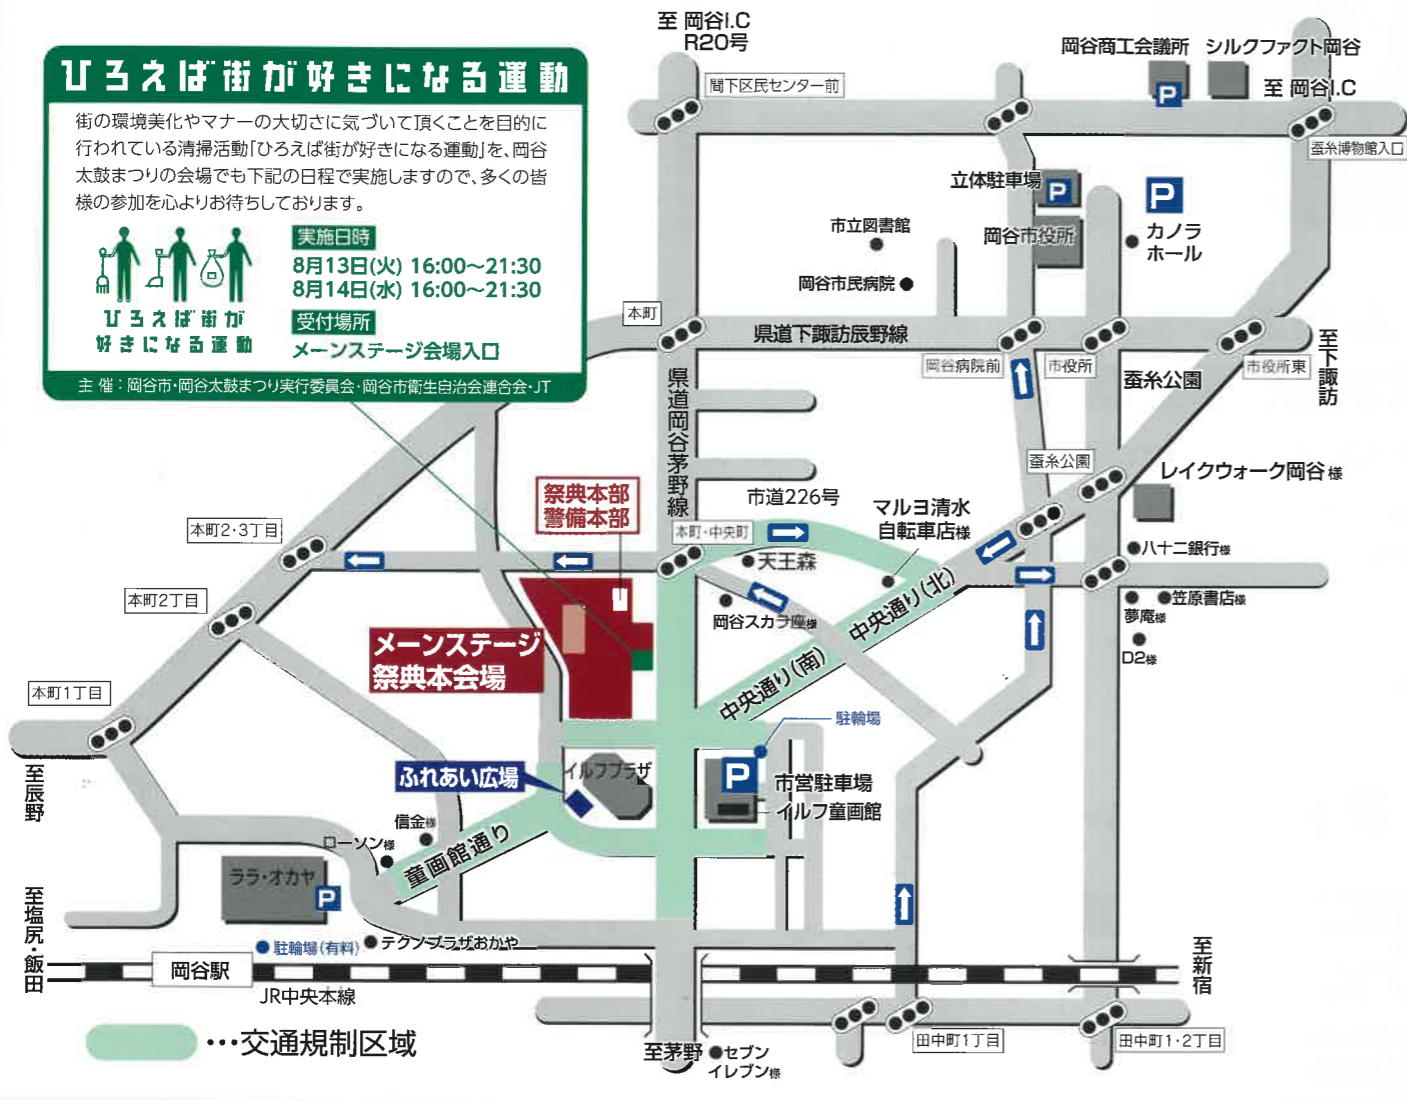 至 岡谷I.C
R20号
岡谷商工会議所
シルクファクト岡谷
至 岡谷I.C
ひろえば街が好きになる運動
街の環境美化やマナーの大切さに気づいて頂くことを目的に
行われている清掃活動「ひろえば街が好きになる運動」を、岡谷
太鼓まつりの会場でも下記の日程で実施しますので、多くの皆
様の参加を心よりお待ちしております。
ひろえば街が
好きになる運動
実施日時
8月13日(火) 16:00～21:30
8月14日(水) 16:00～21:30
受付場所
メーンステージ会場入口
主 催：岡谷市・岡谷太鼓まつり実行委員会・岡谷市衛生自治会連合会・JT
間下区民センター前
P
蚕糸博物館入口
立体駐車場
P
P
市立図書館
岡谷市役所
カノラ
ホール
岡谷市民病院
本町
県道下諏訪辰野線
岡谷病院前
市役所
市役所東
至下諏訪
蚕糸公園
県道岡谷茅野線
蚕糸公園
レイクウォーク岡谷様
祭典本部
警備本部
市道226号
マルヨ清水
自転車店様
本町2・3丁目
本町・中央町
天王森
八十二銀行様
本町2丁目
岡谷スカラ座様
中央通り(北)
夢庵様
笠原書店様
D2様
メーンステージ
祭典本会場
中央通り(南)
本町1丁目
駐輪場
至辰野
ふれあい広場
イルフプラザ
P
市営駐車場
イルフ童画館
信金様
ローソン様
童画館通り
ララ・オカヤ
P
至塩尻・飯田
駐輪場(有料)
テクノプラザおかや
至新宿
岡谷駅
JR中央本線
…交通規制区域
至茅野
セブン
イレブン様
田中町1丁目
田中町1・2丁目